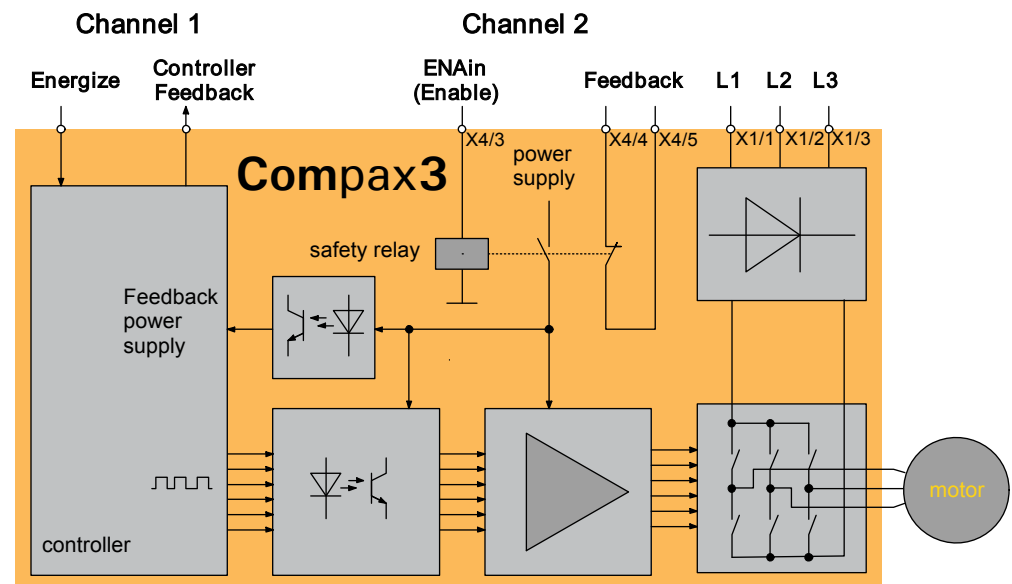 Channel 1
Channel 2
Energize
Controller
Feedback
ENAin
(Enable)
Feedback
L1
L2
L3
X4/3
X4/4
X4/5
X1/1
X1/2
X1/3
Compax3
power
supply
safety relay
Feedback
power
supply
controller
motor